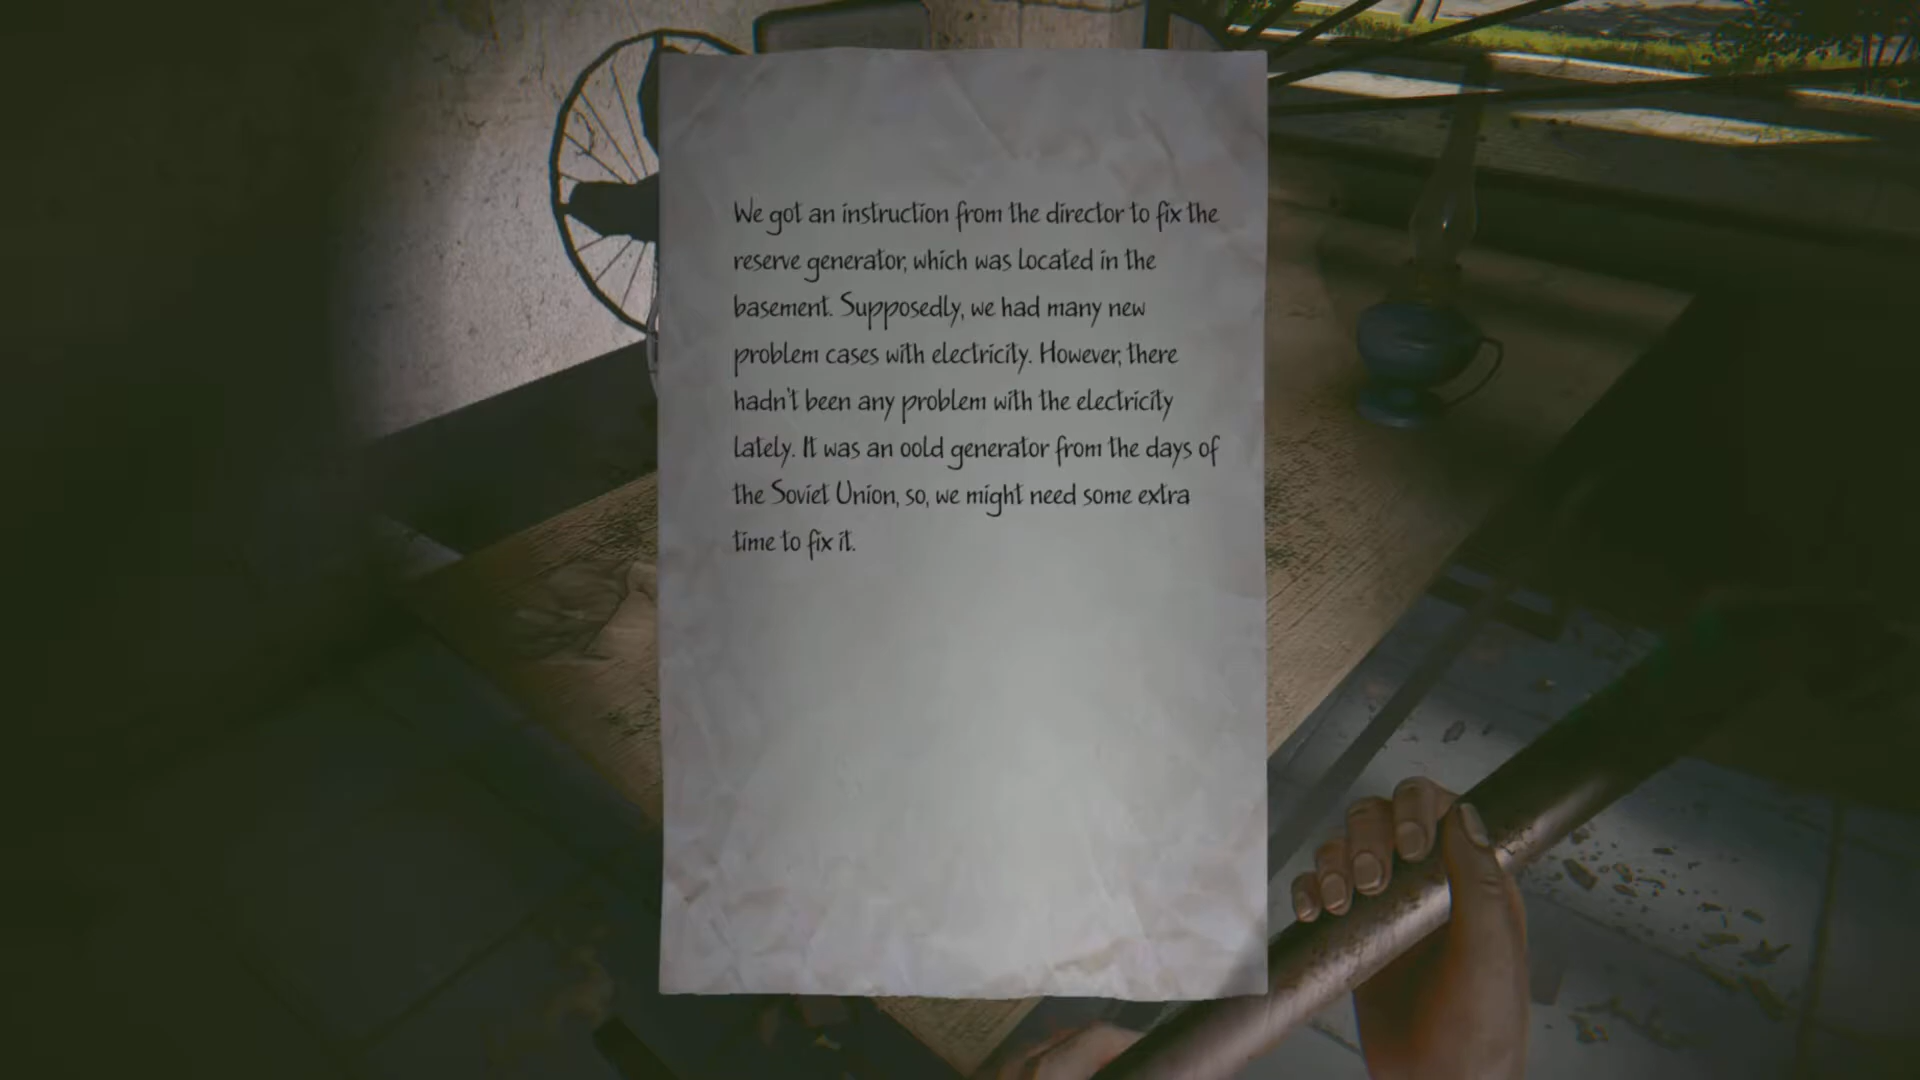 We got an instruction from the director to fix the
reserve generator, which was located in the
basement. Supposedly, we had many new
problem cases with electricity. However, there
hadn't been any problem with the electricity
lately. It was an oold generator from the days of
the Soviet Union, so, we might need some extra
time to fix it.